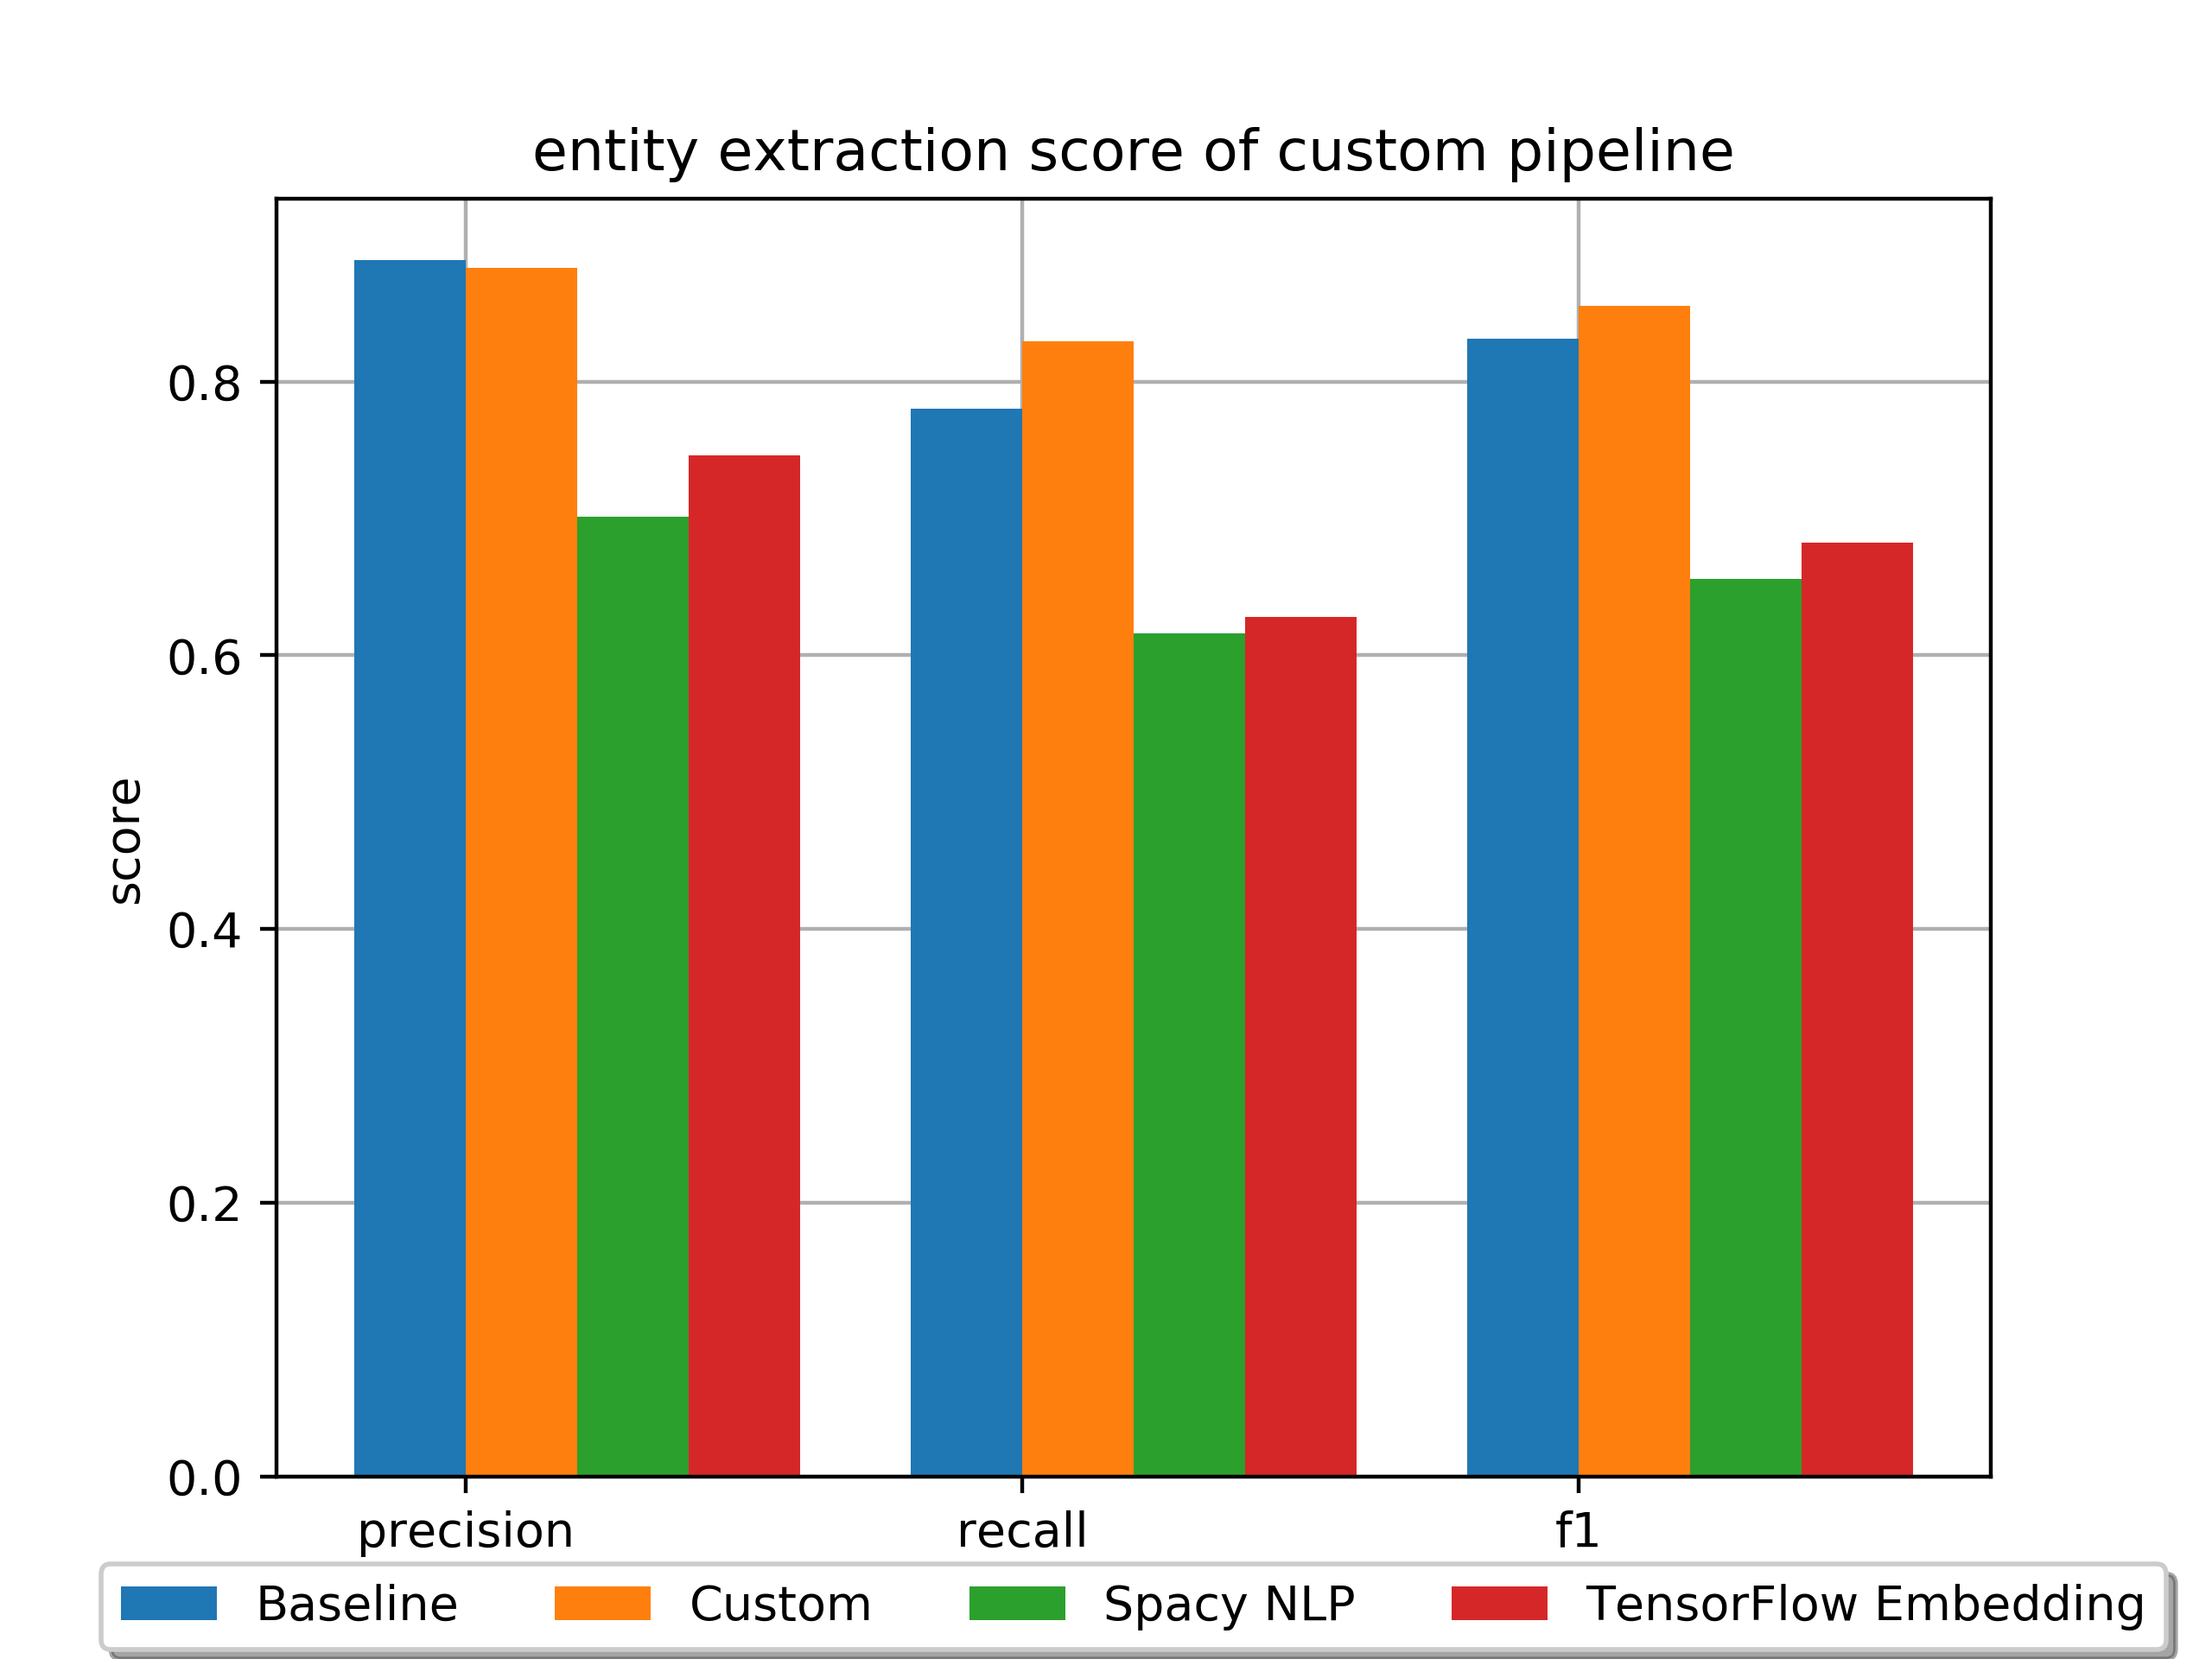 entity extraction score of custom pipeline
score
0.8
0.6
0.4
0.2
0.0
precision recall f1
Baseline Custom Spacy NLP TensorFlow Embedding